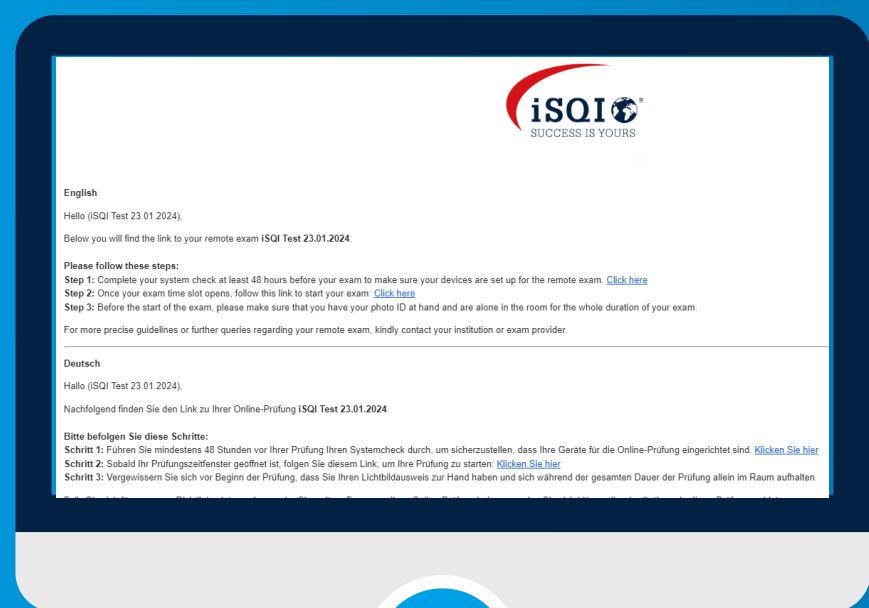 iSQI®
SUCCESS IS YOURS
English
Hello (iSQI Test 23.01.2024),
Below you will find the link to your remote exam iSQI Test 23.01.2024.
Please follow these steps:
Step 1: Complete your system check at least 48 hours before your exam to make sure your devices are set up for the remote exam. Click here
Step 2: Once your exam time slot opens, follow this link to start your exam: Click here
Step 3: Before the start of the exam, please make sure that you have your photo ID at hand and are alone in the room for the whole duration of your exam.
For more precise guidelines or further queries regarding your remote exam, kindly contact your institution or exam provider.
Deutsch
Hallo (iSQI Test 23.01.2024),
Nachfolgend finden Sie den Link zu Ihrer Online-Prüfung iSQI Test 23.01.2024.
Bitte befolgen Sie diese Schritte:
Schritt 1: Führen Sie mindestens 48 Stunden vor Ihrer Prüfung Ihren Systemcheck durch, um sicherzustellen, dass Ihre Geräte für die Online-Prüfung eingerichtet sind. Klicken Sie hier
Schritt 2: Sobald Ihr Prüfungszeitfenster geöffnet ist, folgen Sie diesem Link, um Ihre Prüfung zu starten: Klicken Sie hier
Schritt 3: Vergewissern Sie sich vor Beginn der Prüfung, dass Sie Ihren Lichtbildausweis zur Hand haben und sich während der gesamten Dauer der Prüfung allein im Raum aufhalten.